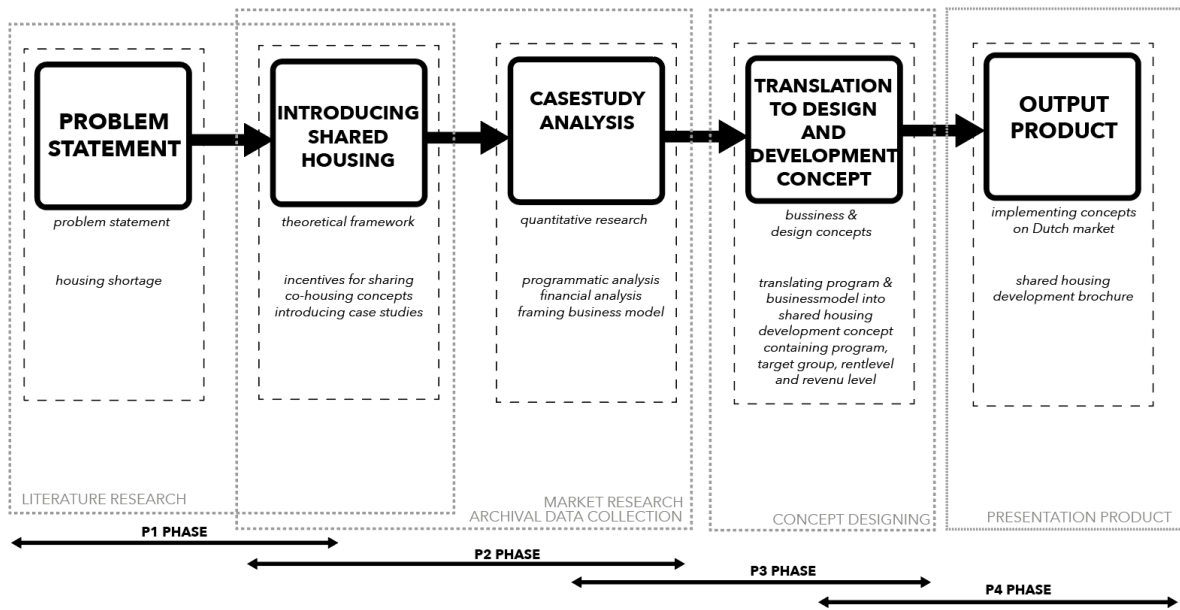 PROBLEM
STATEMENT
problem statement
housing shortage
INTRODUCING
SHARED
HOUSING
theoretical framework
incentives for sharing
co-housing concepts
introducing case studies
CASESTUDY
ANALYSIS
quantitative research
programmatic analysis
financial analysis
framing business model
TRANSLATION
TO DESIGN
AND
DEVELOPMENT
CONCEPT
bussiness &
design concepts
translating program &
businessmodel into
shared housing
development concept
containing program,
target group, rentlevel
and revenu level
OUTPUT
PRODUCT
implementing concepts
on Dutch market
shared housing
development brochure
LITERATURE RESEARCH
MARKET RESEARCH
ARCHIVAL DATA COLLECTION
CONCEPT DESIGNING
PRESENTATION PRODUCT
P1 PHASE
P2 PHASE
P3 PHASE
P4 PHASE